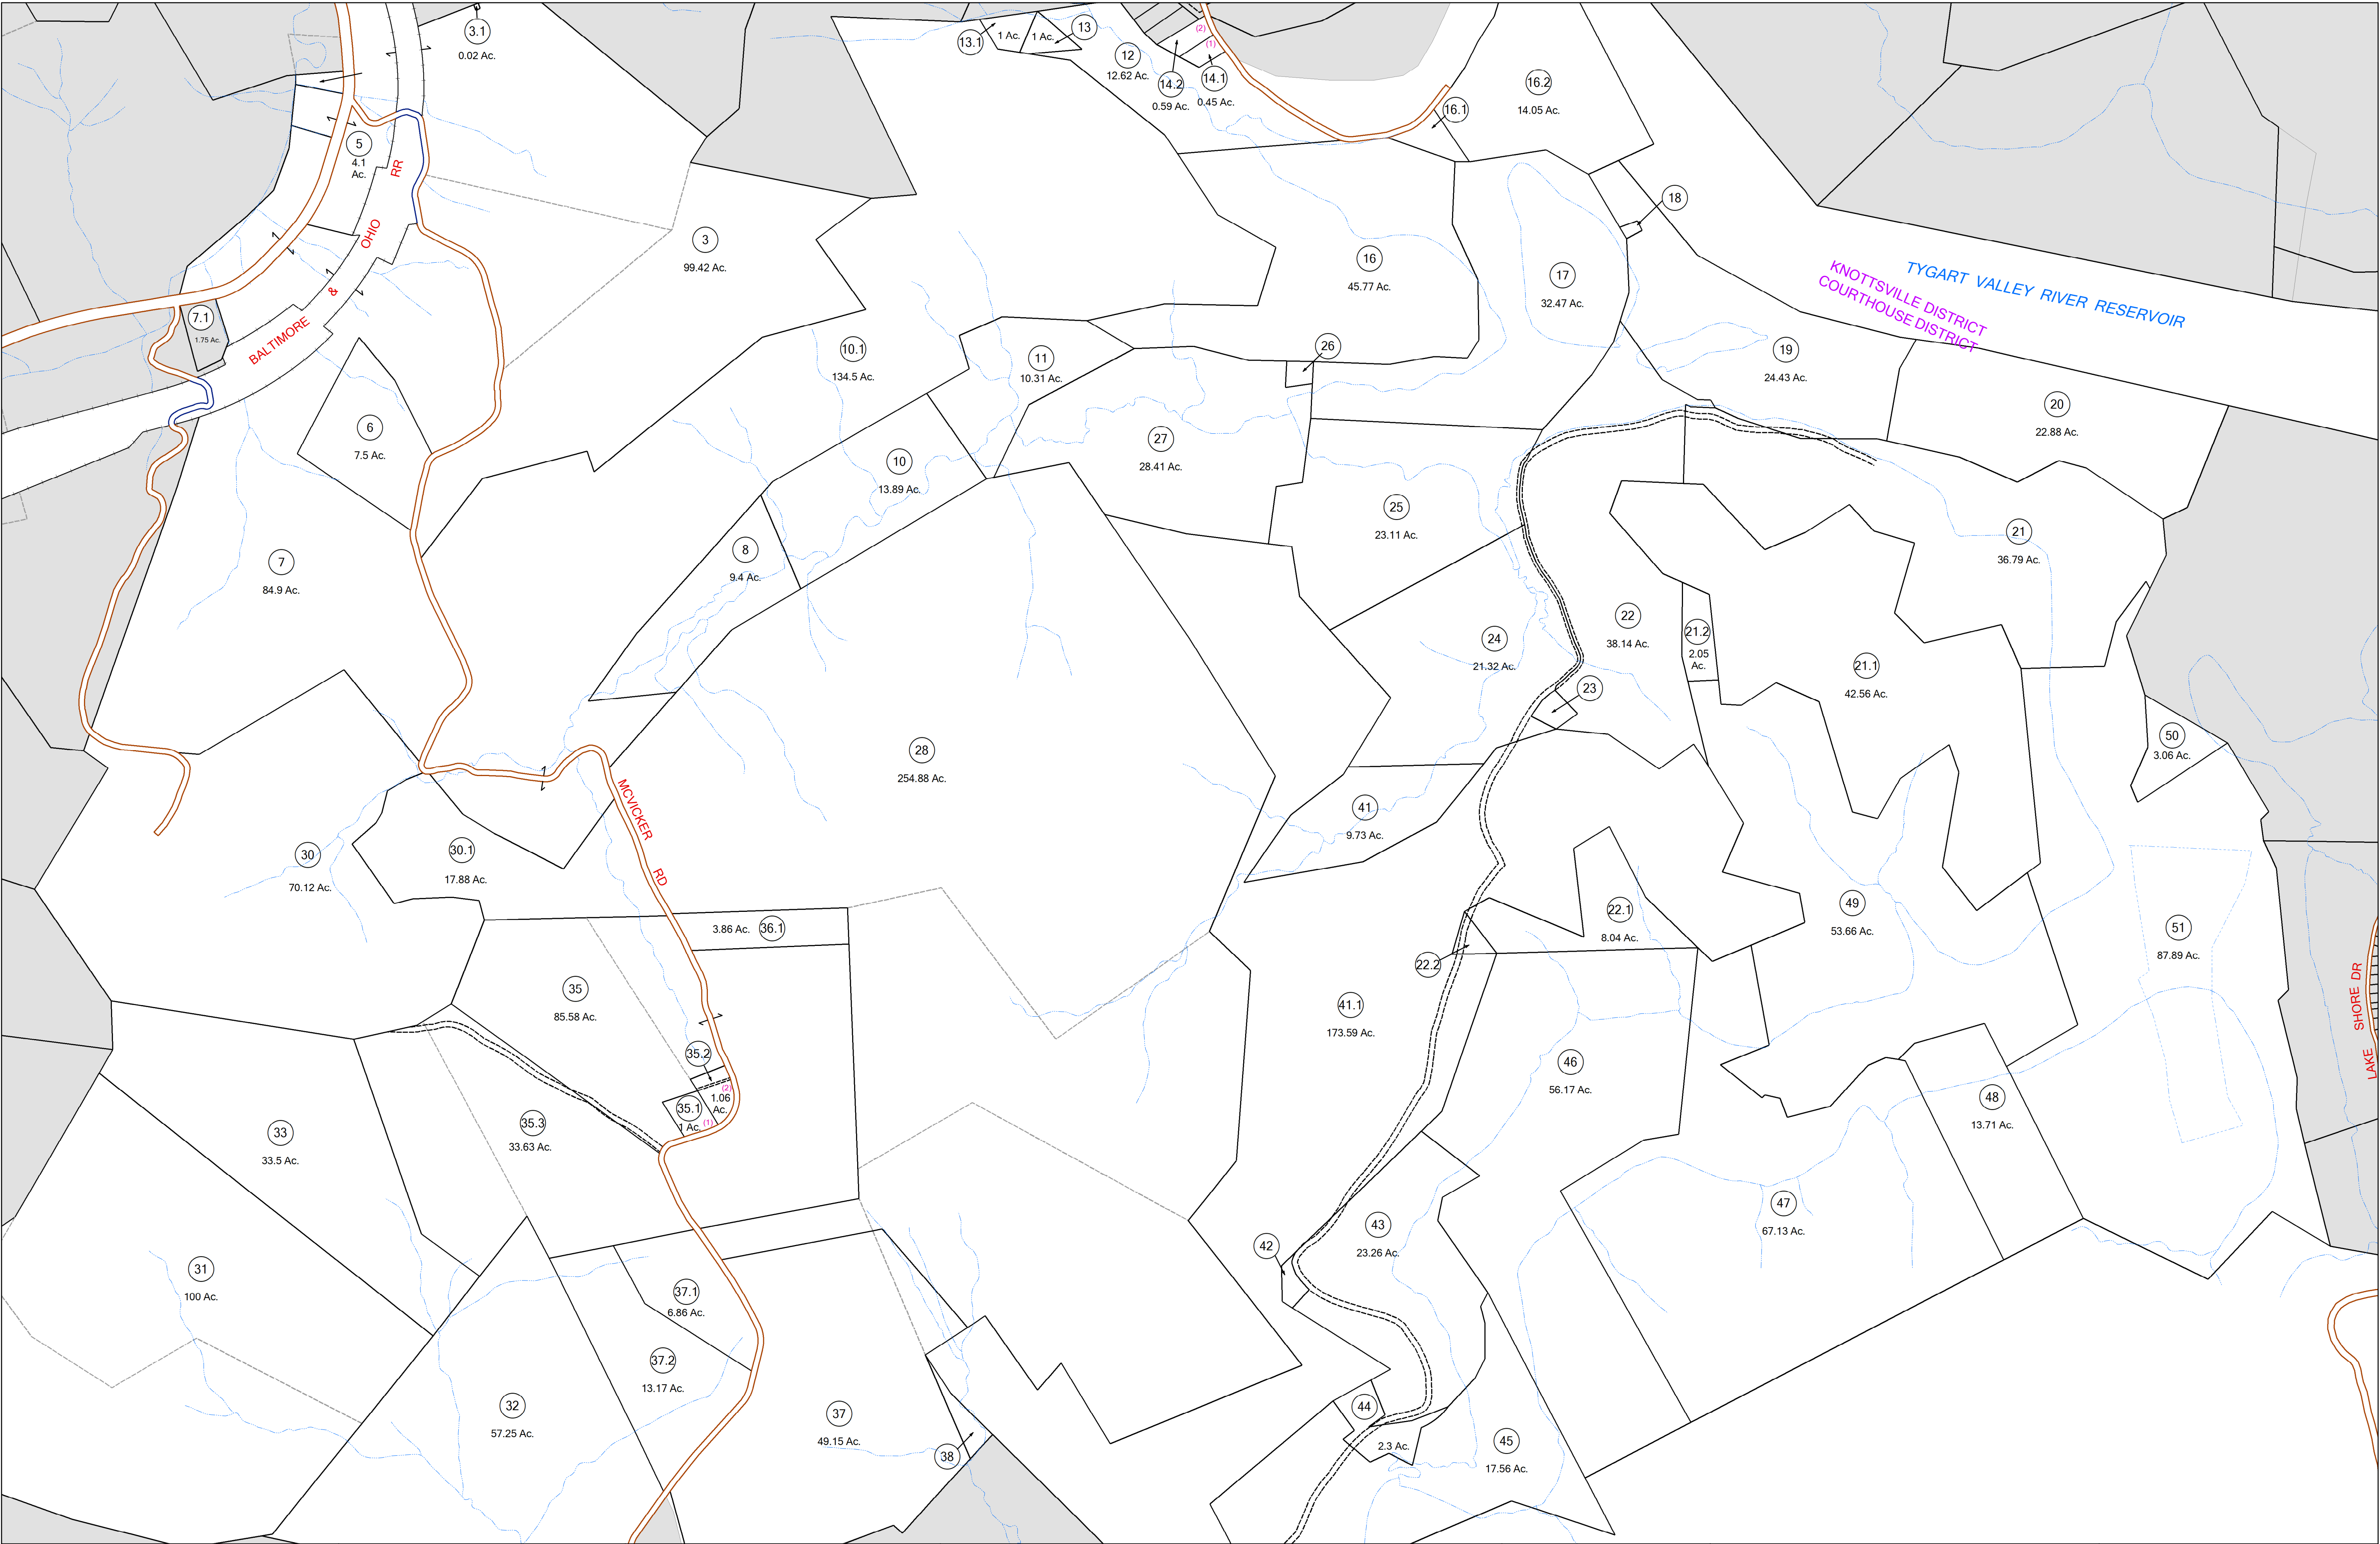 3.1
0.02 Ac.
13.1
1 Ac.
1 Ac.
13
12
12.62 Ac.
(2)
(1)
14.2
0.59 Ac.
14.1
0.45 Ac.
16.2
14.05 Ac.
16.1
5
4.1
Ac.
RR
OHIO
&
BALTIMORE
18
3
99.42 Ac.
16
45.77 Ac.
17
32.47 Ac.
KNOTTSVILLE DISTRICT
COURTHOUSE DISTRICT
TYGART VALLEY RIVER RESERVOIR
7.1
1.75 Ac.
10.1
134.5 Ac.
11
10.31 Ac.
26
19
24.43 Ac.
20
22.88 Ac.
6
7.5 Ac.
27
28.41 Ac.
10
13.89 Ac.
25
23.11 Ac.
21
36.79 Ac.
7
84.9 Ac.
8
9.4 Ac.
22
38.14 Ac.
21.2
2.05
Ac.
24
21.32 Ac.
21.1
42.56 Ac.
23
50
3.06 Ac.
28
254.88 Ac.
41
9.73 Ac.
MCVICKER RD
30
70.12 Ac.
30.1
17.88 Ac.
22.1
8.04 Ac.
49
53.66 Ac.
51
87.89 Ac.
3.86 Ac.
36.1
22.2
35
85.58 Ac.
41.1
173.59 Ac.
LAKE SHORE DR
35.2
46
56.17 Ac.
(2)
1.06
Ac.
35.1
1 Ac.
(1)
48
13.71 Ac.
33
33.5 Ac.
35.3
33.63 Ac.
47
67.13 Ac.
43
23.26 Ac.
42
31
100 Ac.
37.1
6.86 Ac.
37.2
13.17 Ac.
32
57.25 Ac.
37
49.15 Ac.
44
2.3 Ac.
45
17.56 Ac.
38